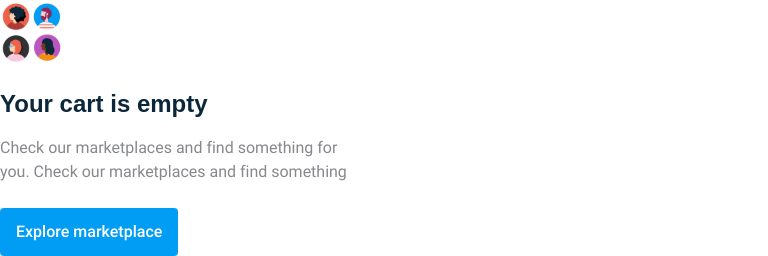 Your cart is empty
Check our marketplaces and find something for
you. Check our marketplaces and find something
Explore marketplace